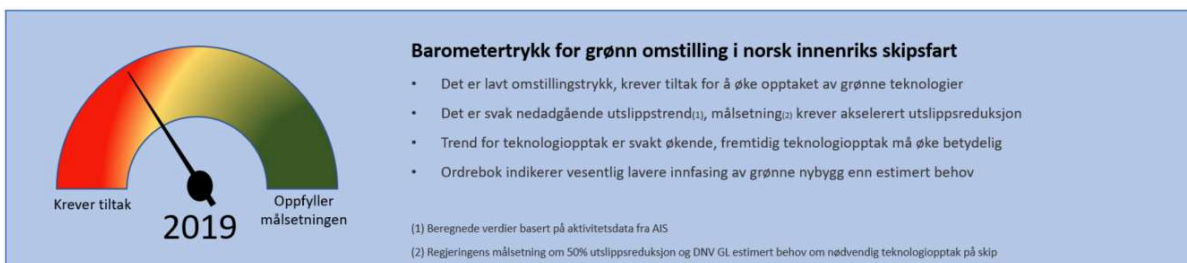 Barometertrykk for grønn omstilling i norsk innenriks skipsfart
• Det er lavt omstillingstrykk, krever tiltak for å øke opptaket av grønne teknologier
• Det er svak nedadgående utslippstrend(1), målsetning(2) krever akselerert utslippsreduksjon
• Trend for teknologiopptak er svakt økende, fremtidig teknologiopptak må øke betydelig
• Ordrebok indikerer vesentlig lavere innfasing av grønne nybygg enn estimert behov
Krever tiltak
Oppfyller
målsetningen
2019
(1) Beregnede verdier basert på aktivitetsdata fra AIS
(2) Regjeringens målsetning om 50% utslippsreduksjon og DNV GL estimert behov om nødvendig teknologiopptak på skip